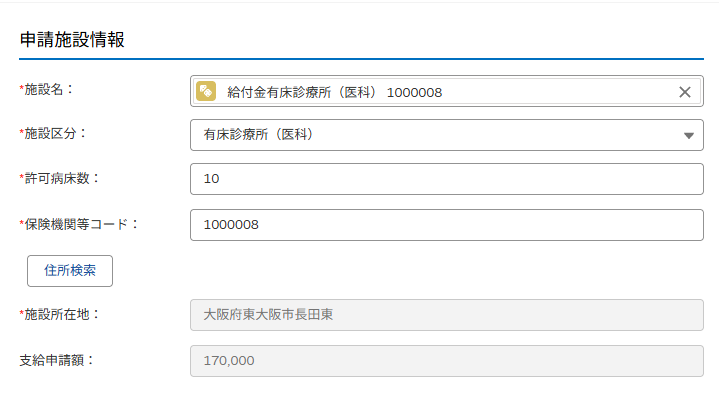 申請施設情報
*施設名： 給付金有床診療所（医科） 1000008
*施設区分： 有床診療所（医科）
*許可病床数： 10
*保険機関等コード： 1000008
住所検索
*施設所在地： 大阪府東大阪市長田東
支給申請額： 170,000